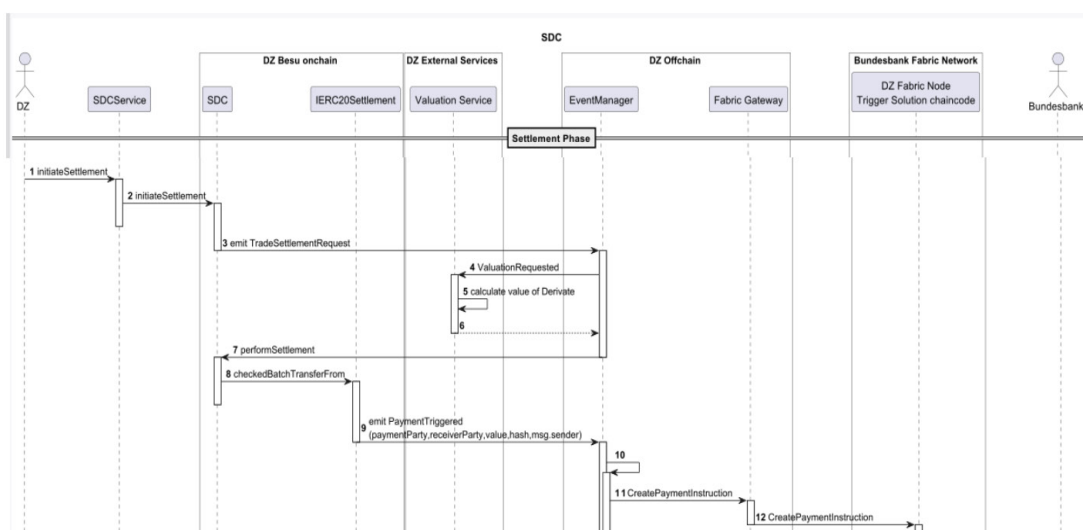 SDC
DZ Besu onchain
DZ External Services
DZ Offchain
Bundesbank Fabric Network
DZ
SDCService
SDC
IERC20Settlement
Valuation Service
EventManager
Fabric Gateway
DZ Fabric Node
Trigger Solution chaincode
Bundesbank
Settlement Phase
1 initiateSettlement
2 initiateSettlement
3 emit TradeSettlementRequest
4 ValuationRequested
5 calculate value of Derivate
6
7 performSettlement
8 checkedBatchTransferFrom
9 emit PaymentTriggered
(paymentParty,receiverParty,value,hash,msg.sender)
10
11 CreatePaymentInstruction
12 CreatePaymentInstruction